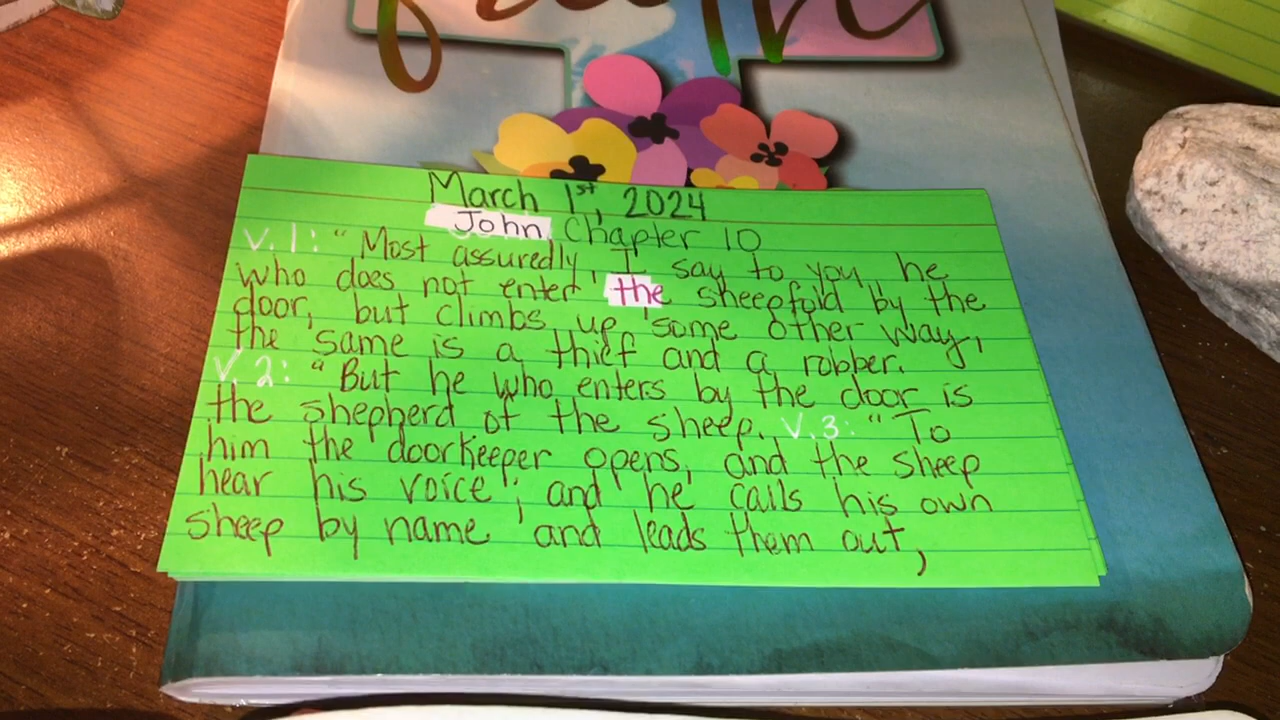 faith
March 1st, 2024
John Chapter 10
v.1: "Most assuredly, I say to you, he
who does not enter the sheepfold by the
door, but climbs up some other way,
the same is a thief and a robber.
V.2: "But he who enters by the door is
the shepherd of the sheep. V.3: "To
him the doorkeeper opens, and the sheep
hear his voice; and he calls his own
sheep by name and leads them out,